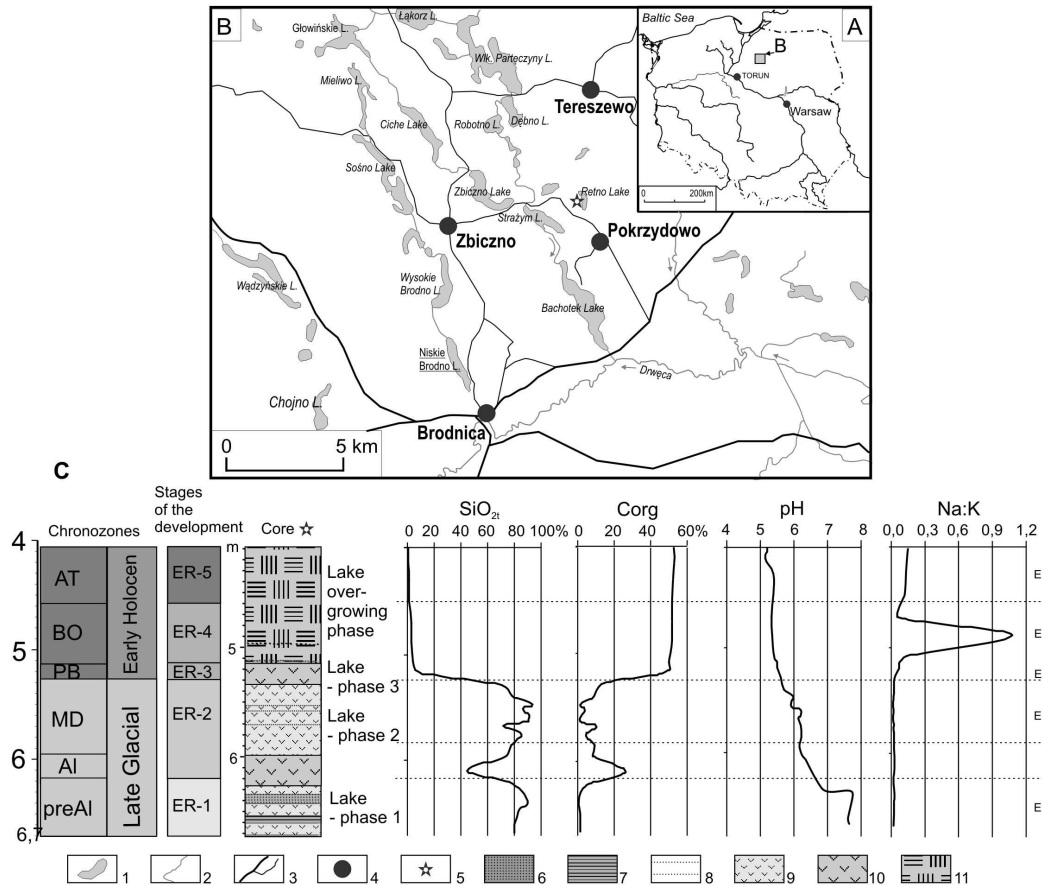 B
A
Baltic Sea
B
TORUN
Warsaw
0 200km
Łąkorz L.
Głowińskie L.
Wlk. Partęczyny L.
Mieliwo L.
Tereszewo
Ciche Lake
Robotno L.
Dębno L.
Sośno Lake
Zbiczno Lake
Retno Lake
Strażym L.
Zbiczno
Pokrzydowo
Wysokie
Brodno L.
Wądzyńskie L.
Bachotek Lake
Niskie
Brodno L.
Drwęca
Chojno L.
Brodnica
0 5 km
C
Chronozones
Stages
of the
development
Core
SiO2t
Corg
pH
Na:K
0 20 40 60 80 100%
0 20 40 60%
4 5 6 7 8
0,0 0,3 0,6 0,9 1,2
4
5
6
6,7
AT
BO
PB
MD
Al
preAl
Early Holocen
Late Glacial
ER-5
ER-4
ER-3
ER-2
ER-1
m
5
6
Lake
over-
growing
phase
Lake
- phase 3
Lake
- phase 2
Lake
- phase 1
E
E
E
E
E
1 2 3 4 5 6 7 8 9 10 11